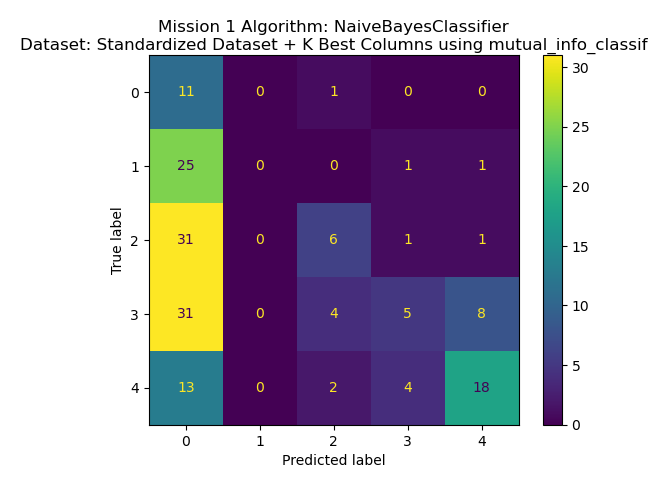 Mission 1 Algorithm: NaiveBayesClassifier
Dataset: Standardized Dataset + K Best Columns using mutual_info_classif
0 11 0 1 0 0
1 25 0 0 1 1
2 31 0 6 1 1
3 31 0 4 5 8
4 13 0 2 4 18
0 1 2 3 4
True label
Predicted label
30
25
20
15
10
5
0